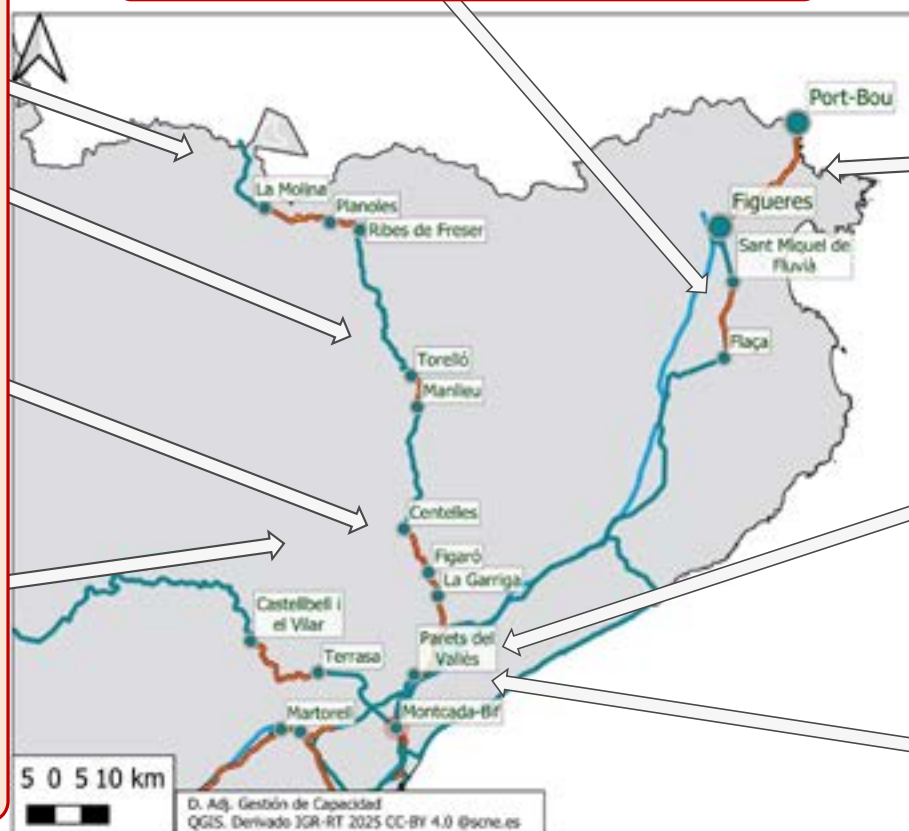 Port-Bou
La Molina
Planoles
Ribes de Freser
Figueres
Sant Miquel de
Fluvià
Flaça
Torelló
Manlleu
Centelles
Figaró
La Garriga
Castellbell i
el Vilar
Parets del
Vallès
Terrasa
Martorell
Montcada-Bif
5 0 5 10 km
D. Adj. Gestión de Capacidad
QGIS. Derivado IGR-RT 2025 CC-BY 4.0 @scne.es